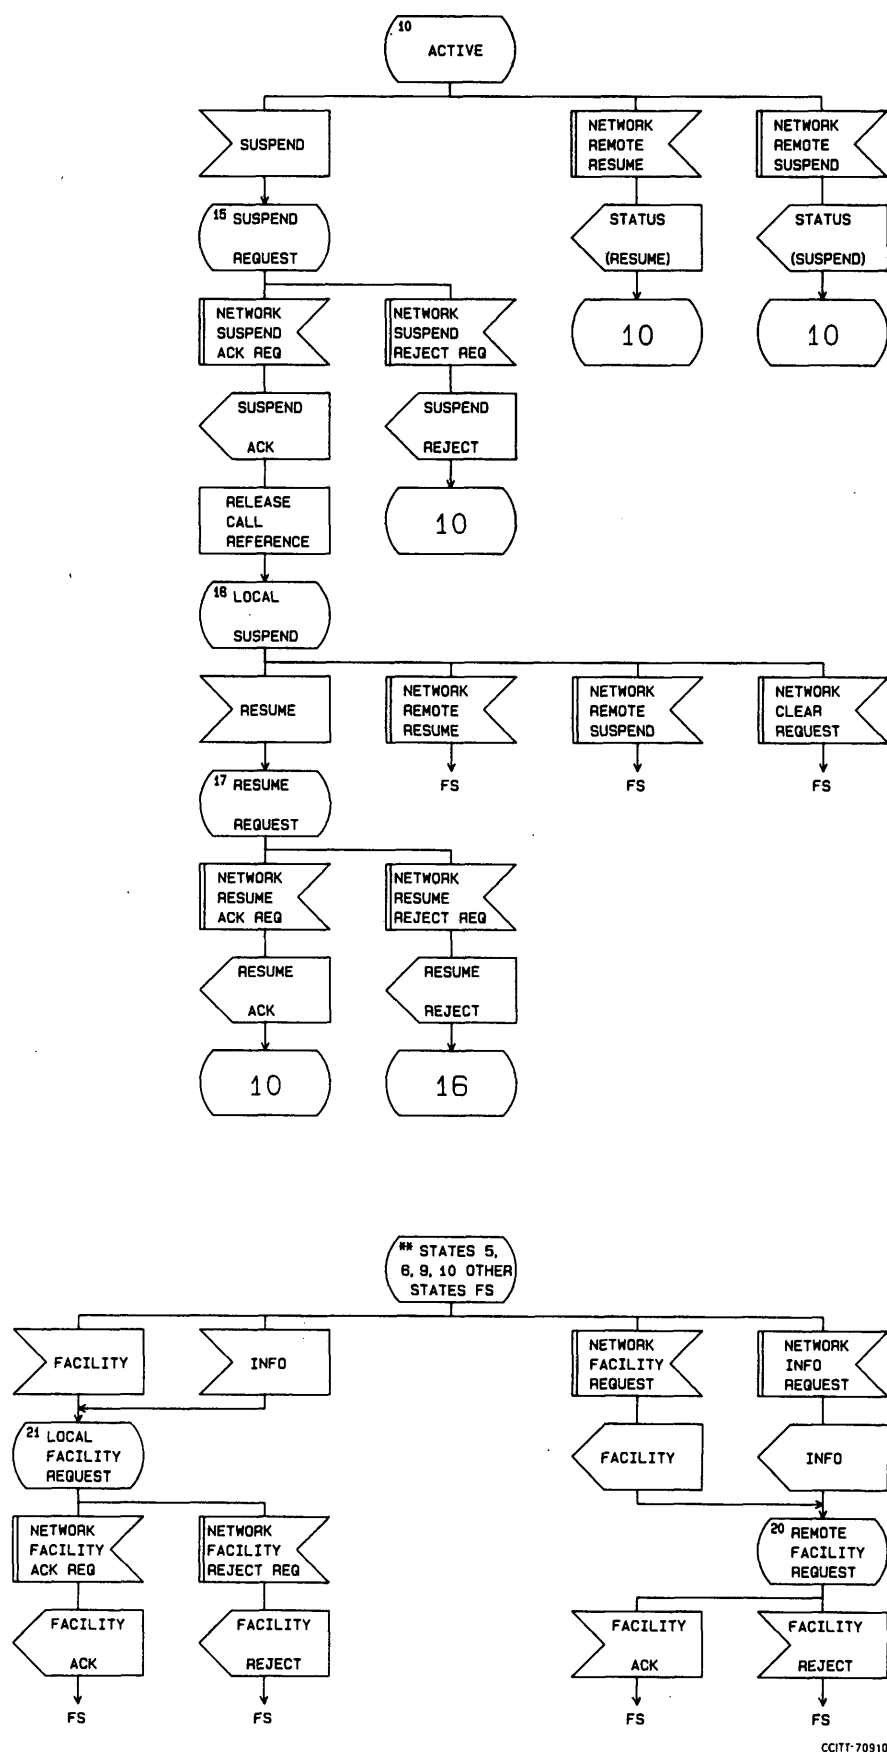 10
ACTIVE
SUSPEND
NETWORK
REMOTE
RESUME
NETWORK
REMOTE
SUSPEND
15 SUSPEND
REQUEST
STATUS
(RESUME)
STATUS
(SUSPEND)
NETWORK
SUSPEND
ACK REQ
NETWORK
SUSPEND
REJECT REQ
10
10
SUSPEND
ACK
SUSPEND
REJECT
RELEASE
CALL
REFERENCE
10
16 LOCAL
SUSPEND
RESUME
NETWORK
REMOTE
RESUME
NETWORK
REMOTE
SUSPEND
NETWORK
CLEAR
REQUEST
FS
FS
FS
17 RESUME
REQUEST
NETWORK
RESUME
ACK REQ
NETWORK
RESUME
REJECT REQ
RESUME
ACK
RESUME
REJECT
10
16
** STATES 5,
6, 9, 10 OTHER
STATES FS
FACILITY
INFO
NETWORK
FACILITY
REQUEST
NETWORK
INFO
REQUEST
21 LOCAL
FACILITY
REQUEST
FACILITY
INFO
NETWORK
FACILITY
ACK REQ
NETWORK
FACILITY
REJECT REQ
20 REMOTE
FACILITY
REQUEST
FACILITY
ACK
FACILITY
REJECT
FACILITY
ACK
FACILITY
REJECT
FS
FS
FS
FS
CCITT-70910